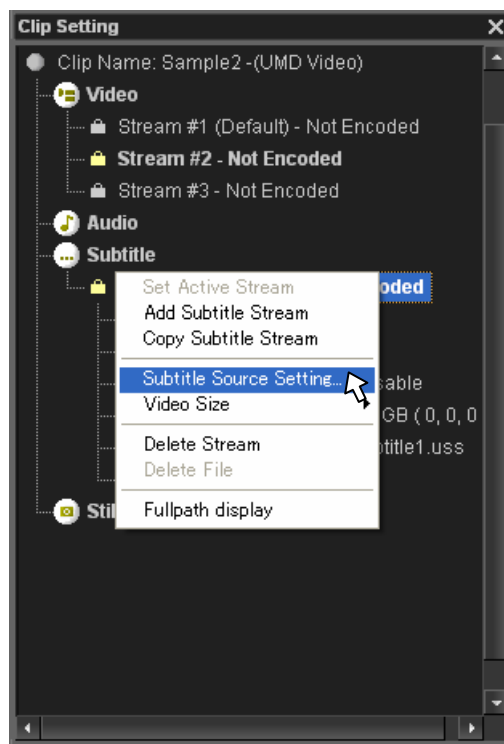 Clip Setting
Clip Name: Sample2 -(UMD Video)
Video
Stream #1 (Default) - Not Encoded
Stream #2 - Not Encoded
Stream #3 - Not Encoded
Audio
Subtitle
oded
Set Active Stream
Add Subtitle Stream
Copy Subtitle Stream
Subtitle Source Setting...
sable
Video Size
GB ( 0, 0, 0
Delete Stream
title1.uss
Delete File
Stil
Fullpath display